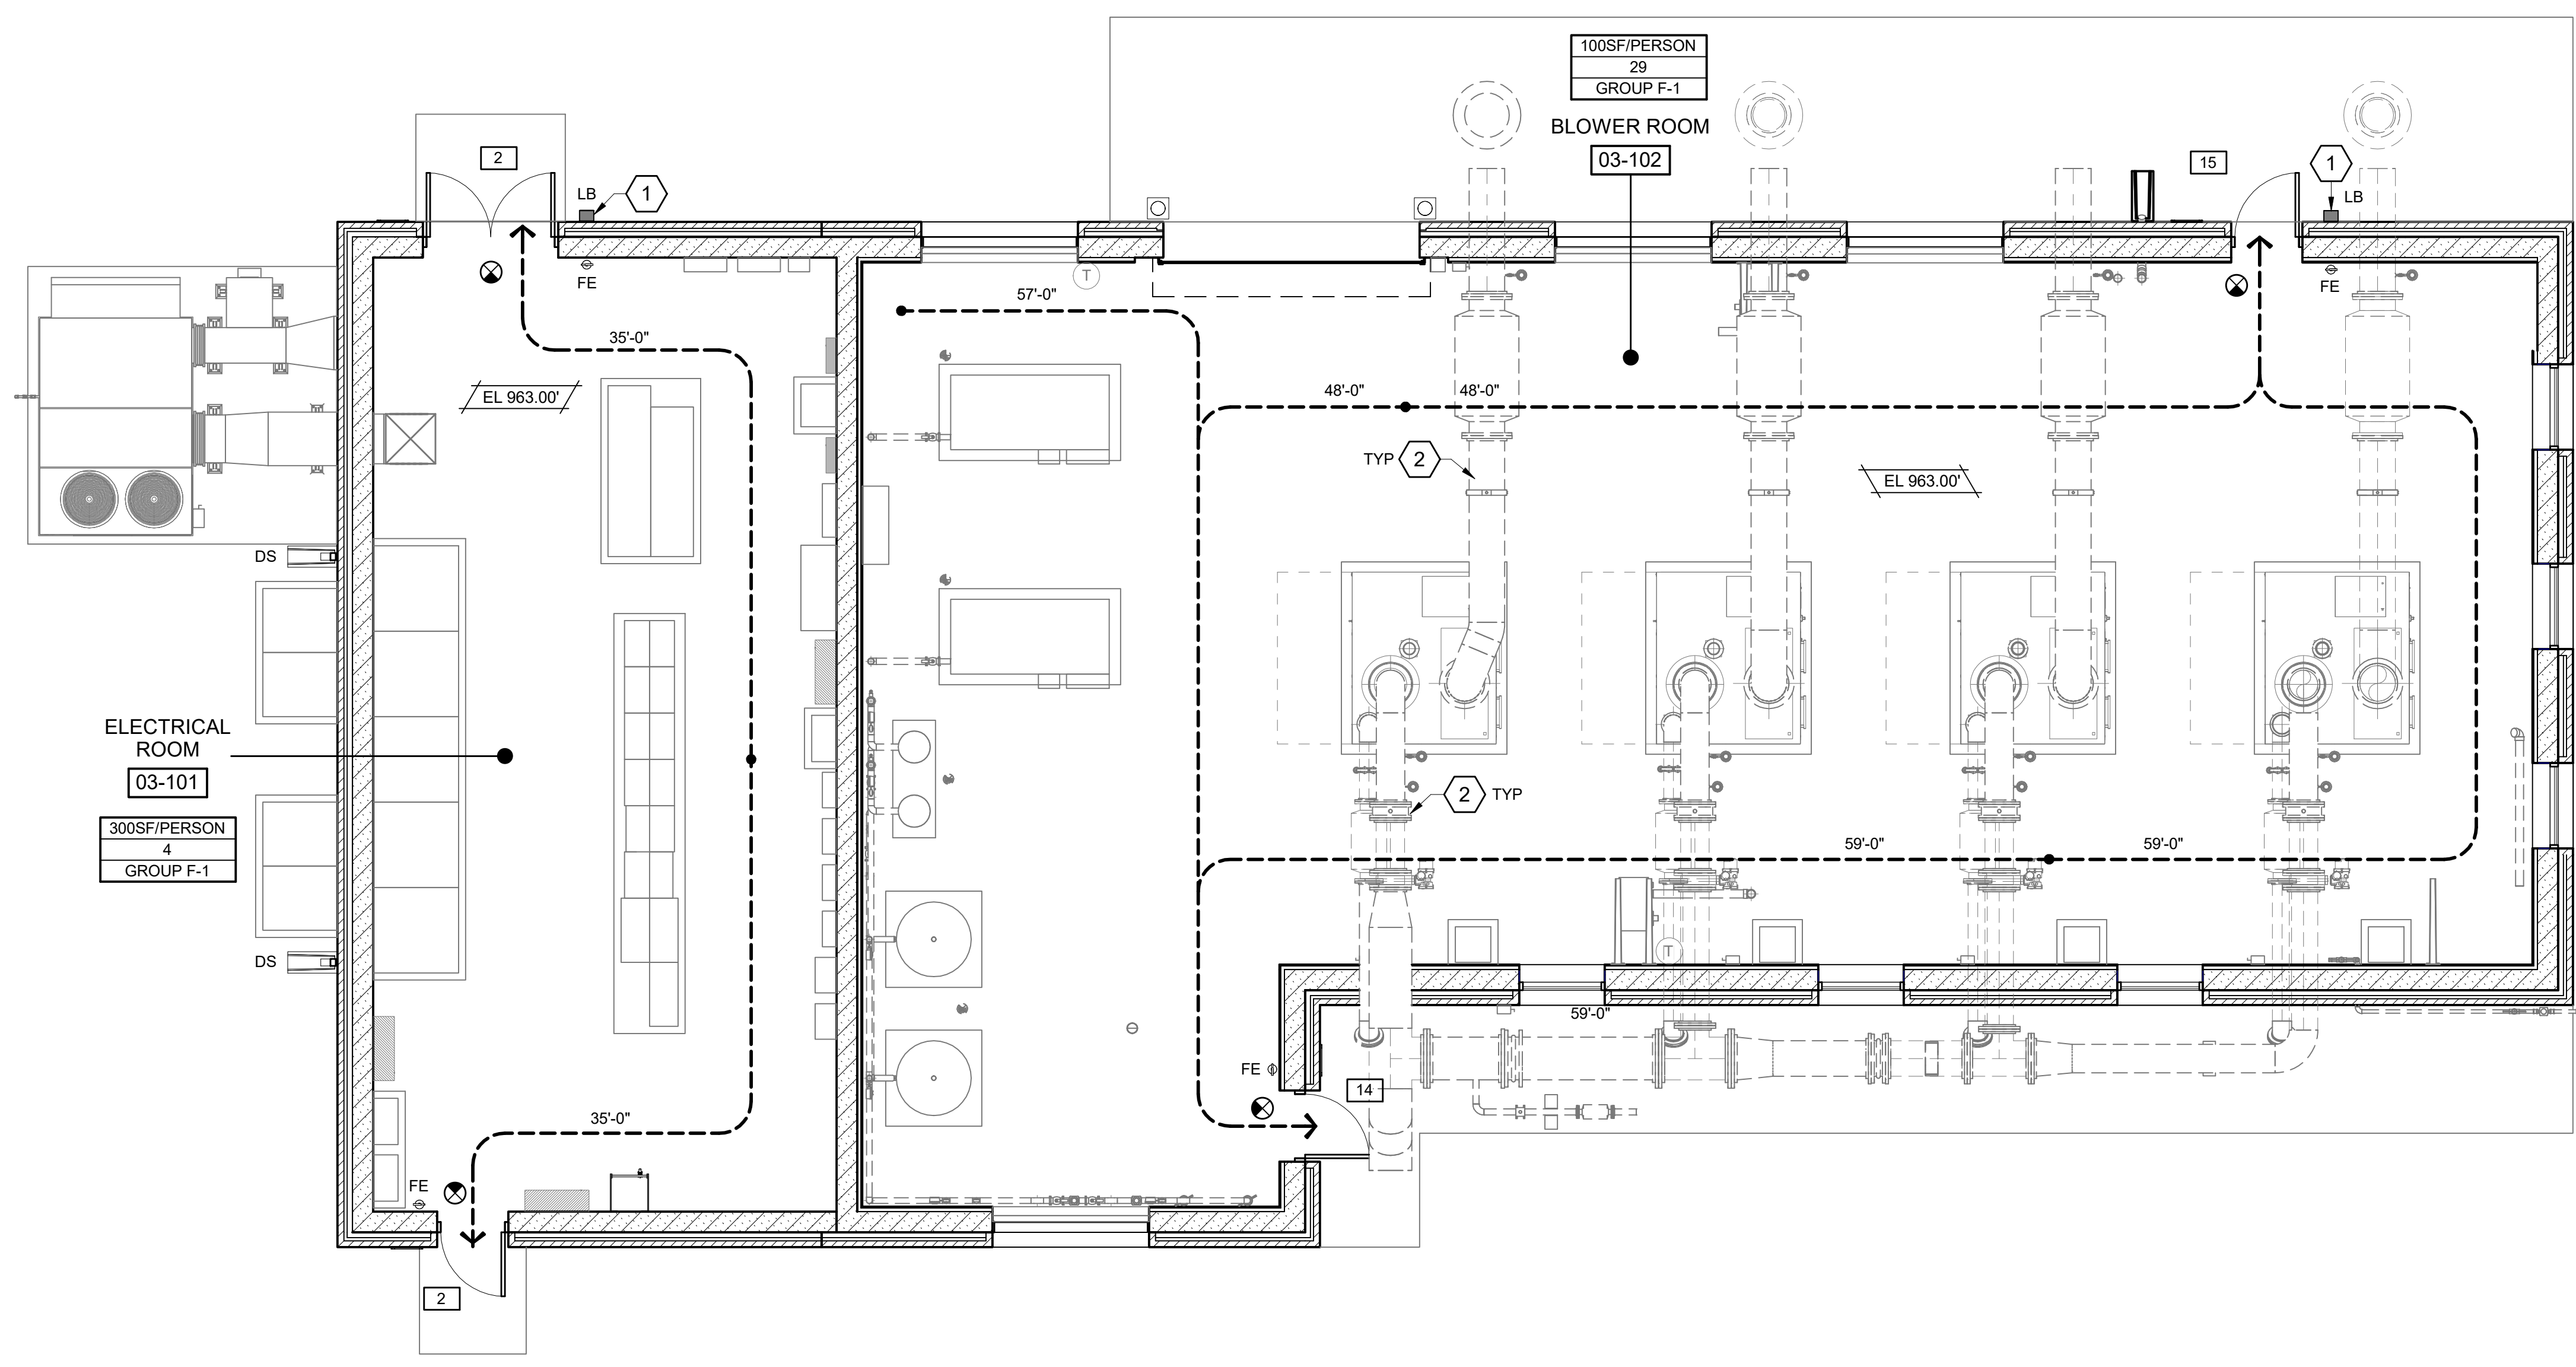 100SF/PERSON
29
GROUP F-1
BLOWER ROOM
03-102
2
15
1
LB
1
LB
FE
T
FE
57'-0"
35'-0"
48'-0"
48'-0"
EL 963.00'
TYP
2
EL 963.00'
DS
ELECTRICAL
ROOM
03-101
300SF/PERSON
4
GROUP F-1
2
TYP
59'-0"
59'-0"
DS
T
59'-0"
FE
14
35'-0"
FE
2